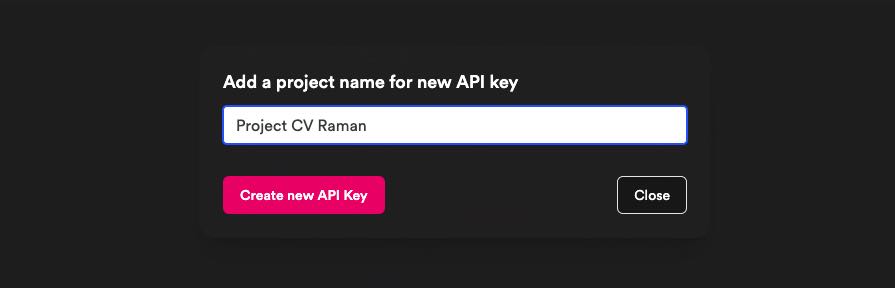 Add a project name for new API key
Project CV Raman
Create new API Key
Close